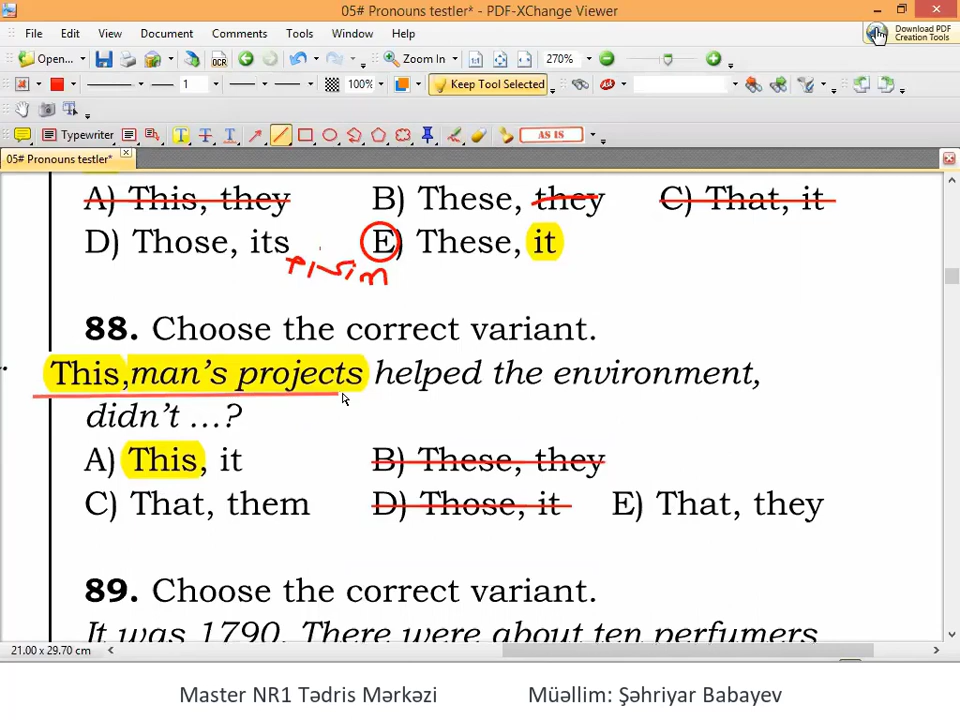 05# Pronouns testler* - PDF-XChange Viewer
File Edit View Document Comments Tools Window Help
Download PDF Creation Tools
Open... OCR Zoom In 270%
1 100% Keep Tool Selected
Typewriter AS IS
05# Pronouns testler*
A) This, they B) These, they C) That, it
D) Those, its E) These, it
88. Choose the correct variant.
This, man's projects helped the environment,
didn't ...?
A) This, it B) These, they
C) That, them D) Those, it E) That, they
89. Choose the correct variant.
It was 1790. There were about ten perfumers
21.00 x 29.70 cm
Master NR1 Tədris Mərkəzi Müəllim: Şəhriyar Babayev